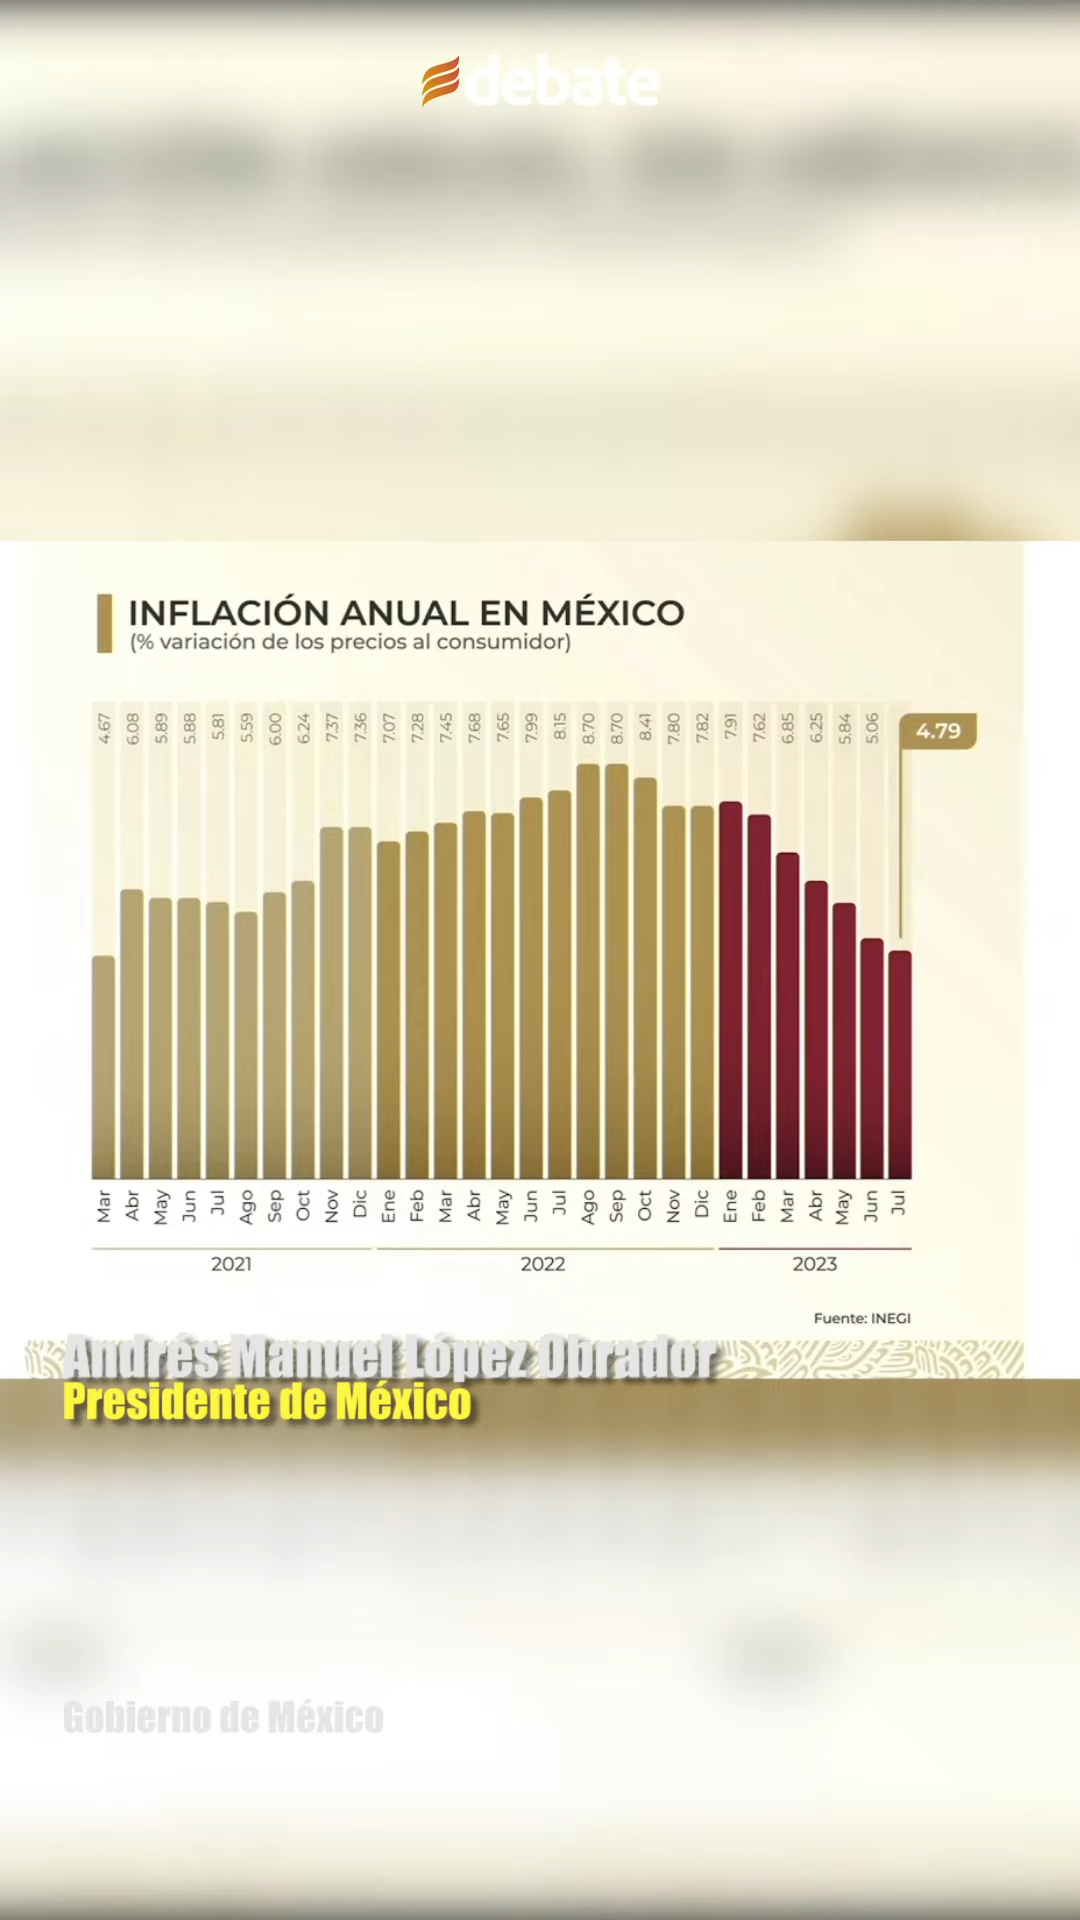 debate
INFLACIÓN ANUAL EN MÉXICO
(% variación de los precios al consumidor)
4.67 6.08 5.89 5.88 5.81 5.59 6.00 6.24 7.37 7.36 7.07 7.28 7.45 7.68 7.65 7.99 8.15 8.70 8.70 8.41 7.80 7.82 7.91 7.62 6.85 6.25 5.84 5.06 4.79
Mar Abr May Jun Jul Ago Sep Oct Nov Dic Ene Feb Mar Abr May Jun Jul Ago Sep Oct Nov Dic Ene Feb Mar Abr May Jun Jul
2021 2022 2023
Fuente: INEGI
Andrés Manuel López Obrador
Presidente de México
Gobierno de México